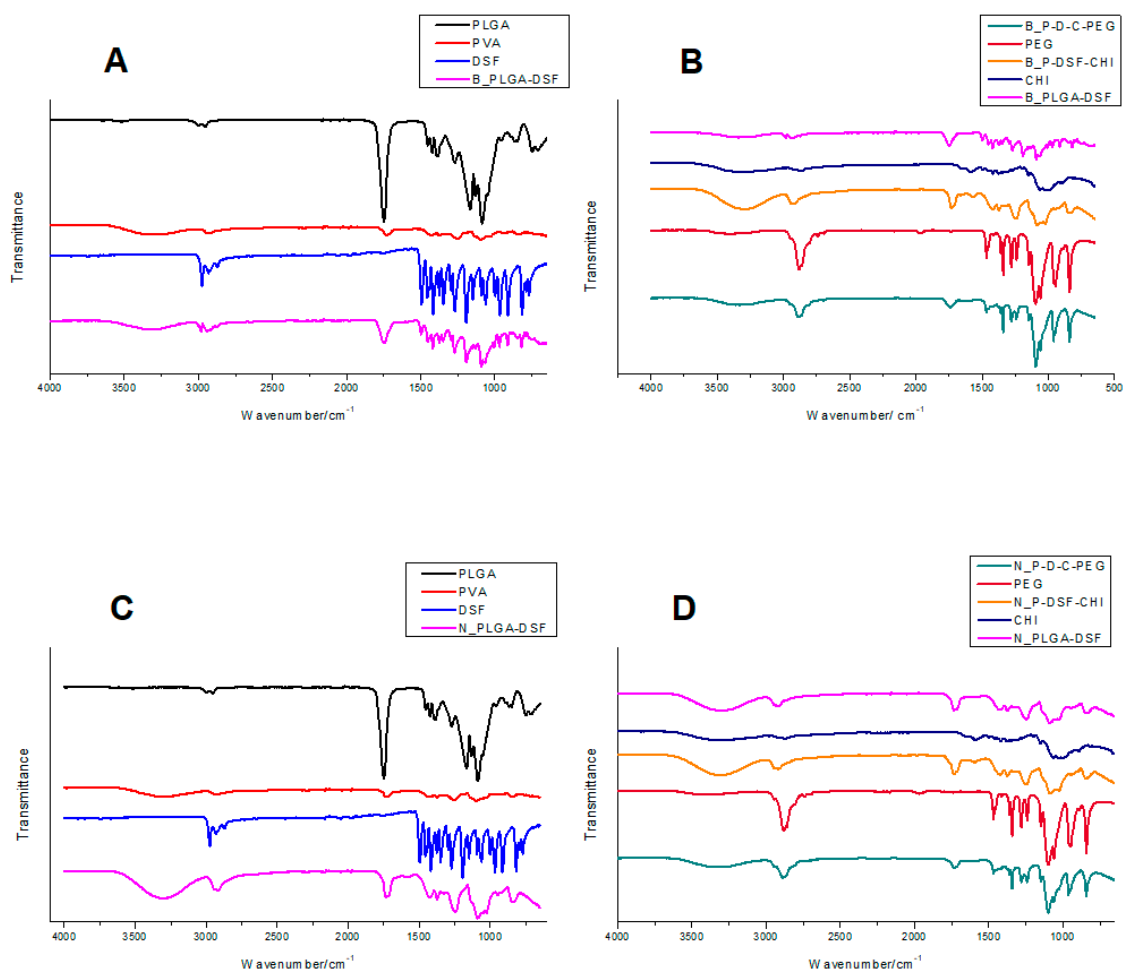 A
PLGA
PVA
DSF
B_PLGA-DSF
Transmittance
4000 3500 3000 2500 2000 1500 1000
Wavenumber/cm-1
B
B_P-D-C-PEG
PEG
B_P-DSF-CHI
CHI
B_PLGA-DSF
Transmittance
4000 3500 3000 2500 2000 1500 1000 500
Wavenumber/ cm-1
C
PLGA
PVA
DSF
N_PLGA-DSF
Transmittance
4000 3500 3000 2500 2000 1500 1000
Wavenumber/cm-1
D
N_P-D-C-PEG
PEG
N_P-DSF-CHI
CHI
N_PLGA-DSF
Transmittance
4000 3500 3000 2500 2000 1500 1000
Wavenumber/cm-1